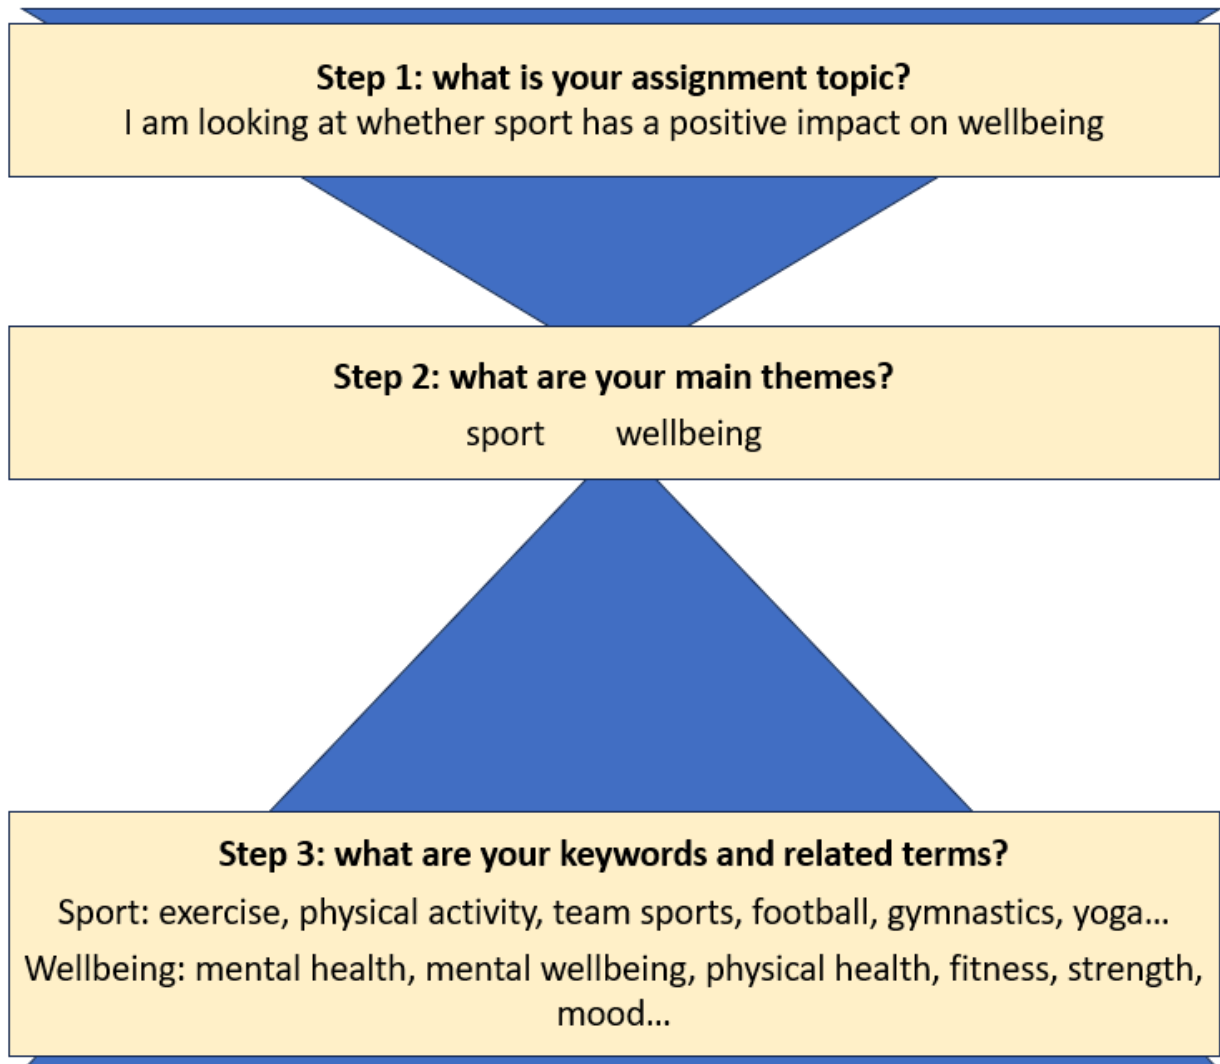 Step 1: what is your assignment topic?
I am looking at whether sport has a positive impact on wellbeing
Step 2: what are your main themes?
sport wellbeing
Step 3: what are your keywords and related terms?
Sport: exercise, physical activity, team sports, football, gymnastics, yoga...
Wellbeing: mental health, mental wellbeing, physical health, fitness, strength,
mood...